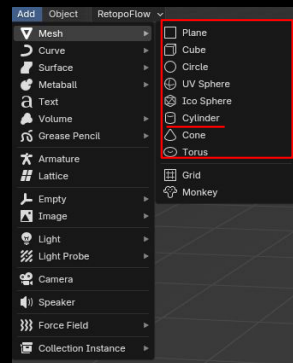 Add Object RetopoFlow
Mesh
Curve
Surface
Metaball
Text
Volume
Grease Pencil
Armature
Lattice
Empty
Image
Light
Light Probe
Camera
Speaker
Force Field
Collection Instance
Plane
Cube
Circle
UV Sphere
Ico Sphere
Cylinder
Cone
Torus
Grid
Monkey